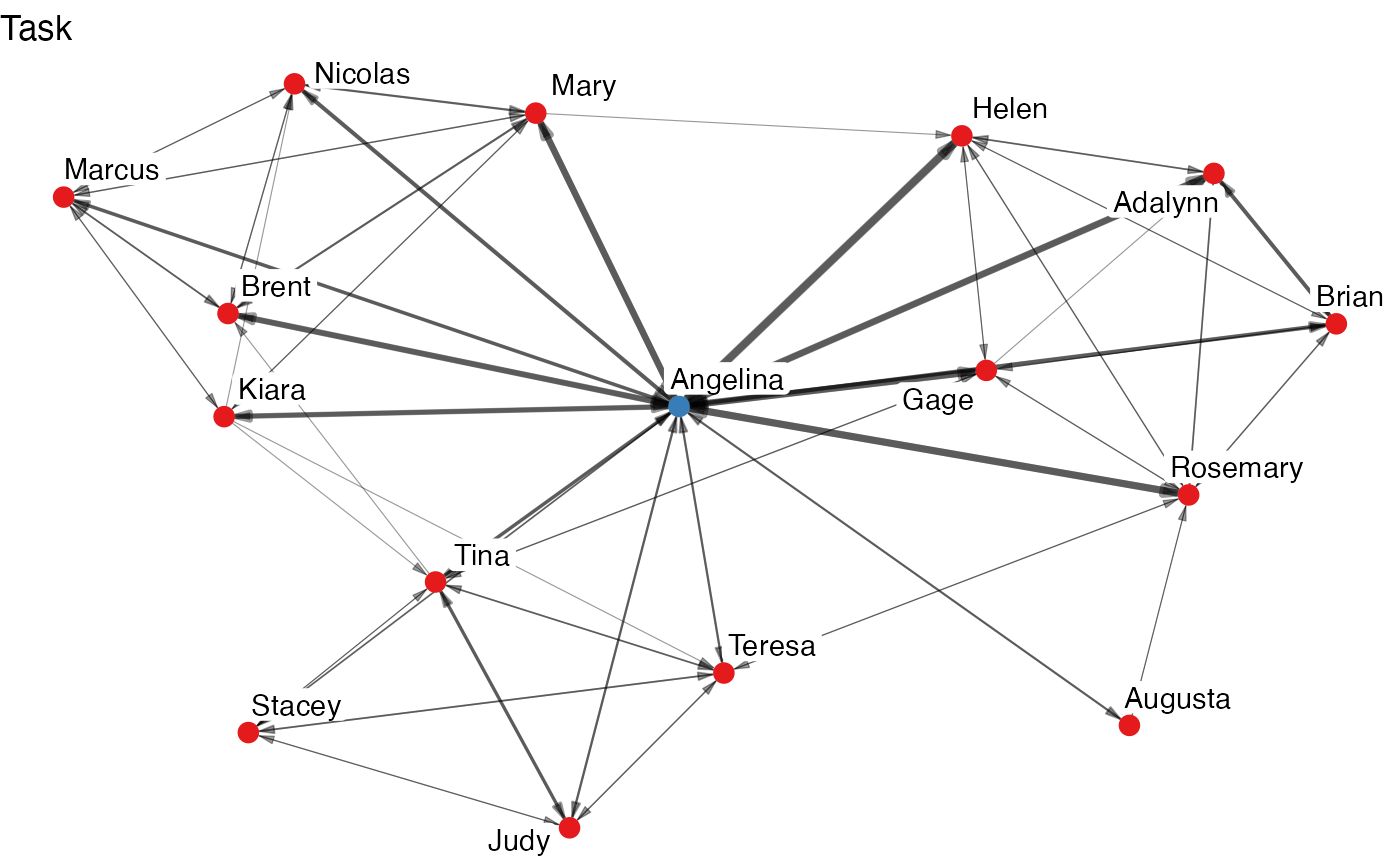 Task
Nicolas
Mary
Helen
Marcus
Adalynn
Brent
Brian
Angelina
Kiara
Gage
Rosemary
Tina
Teresa
Stacey
Augusta
Judy